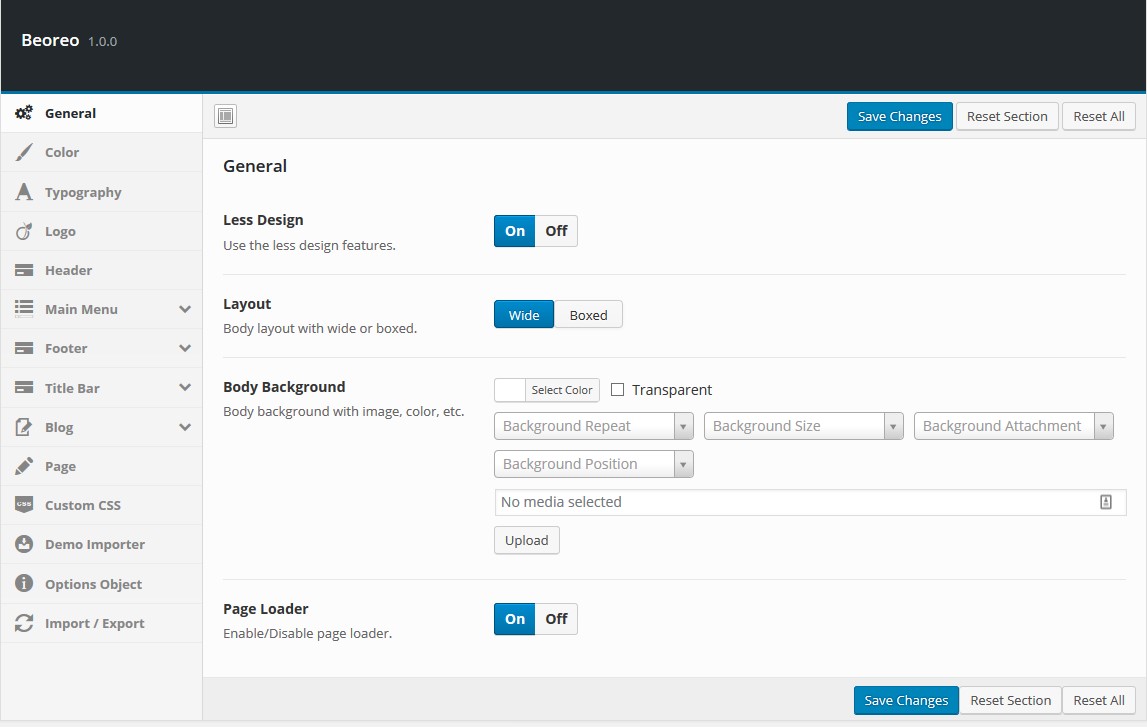 Beoreo 1.0.0
General
Color
Typography
Logo
Header
Main Menu
Footer
Title Bar
Blog
Page
Custom CSS
Demo Importer
Options Object
Import / Export
Save Changes Reset Section Reset All
General
Less Design
Use the less design features.
On Off
Layout
Body layout with wide or boxed.
Wide Boxed
Body Background
Body background with image, color, etc.
Select Color Transparent
Background Repeat Background Size Background Attachment
Background Position
No media selected
Upload
Page Loader
Enable/Disable page loader.
On Off
Save Changes Reset Section Reset All